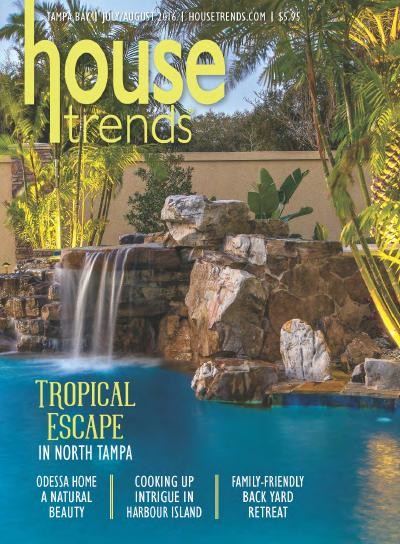 TAMPA BAY || JULY/AUGUST 2016 | HOUSETRENDS.COM | $5.95
house
trends
TROPICAL
ESCAPE
IN NORTH TAMPA
ODESSA HOME
A NATURAL
BEAUTY
COOKING UP
INTRIGUE IN
HARBOUR ISLAND
FAMILY-FRIENDLY
BACK YARD
RETREAT